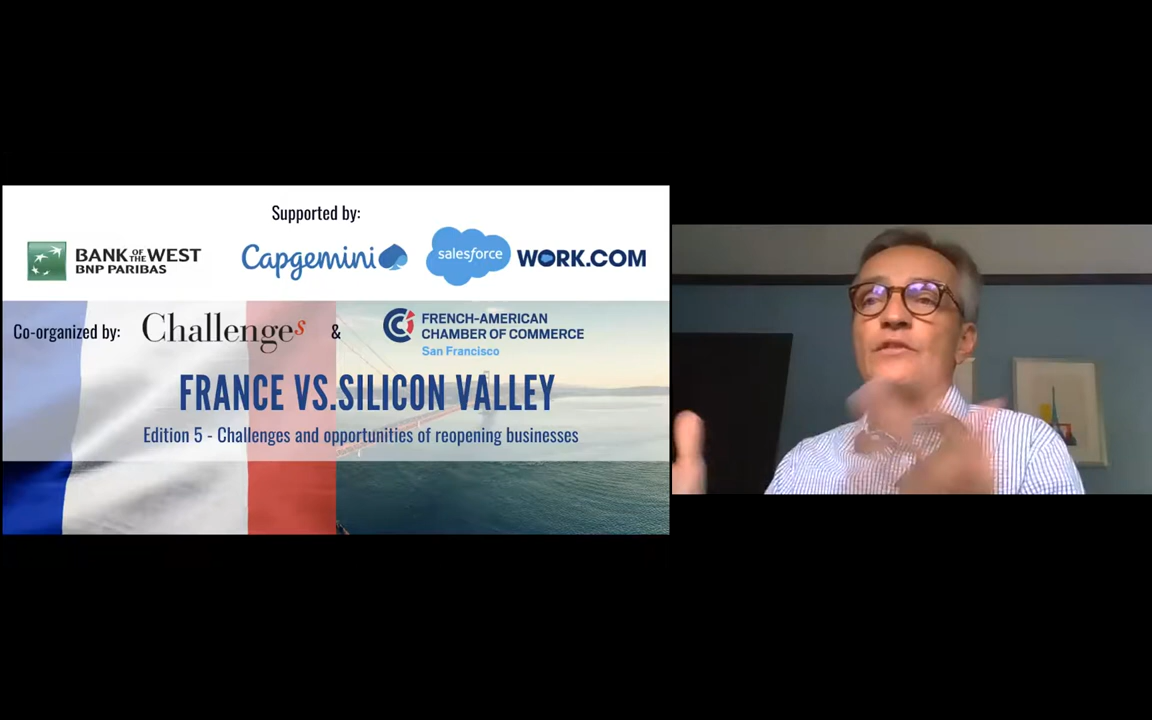 Supported by:
BANK OF THE WEST
BNP PARIBAS
Capgemini
salesforce
WORK.COM
Co-organized by:
Challenges
&
FRENCH-AMERICAN
CHAMBER OF COMMERCE
San Francisco
FRANCE VS.SILICON VALLEY
Edition 5 - Challenges and opportunities of reopening businesses